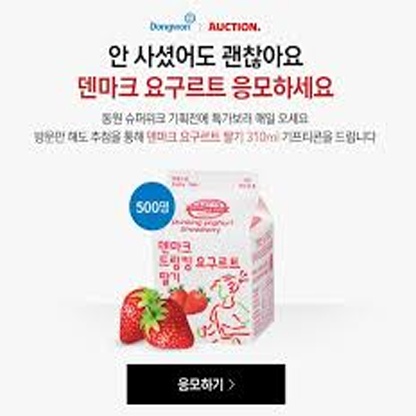 Dongwon | AUCTION.
안 사셨어도 괜찮아요
덴마크 요구르트 응모하세요
동원 슈퍼위크 기획전에 특가보러 매일 오세요
방문만 해도 추첨을 통해 덴마크 요구르트 딸기 310ml 기프티콘을 드립니다
500명
Drinking yoghurt
Strawberry
덴마크
드링킹 요구르트
딸기
응모하기 >